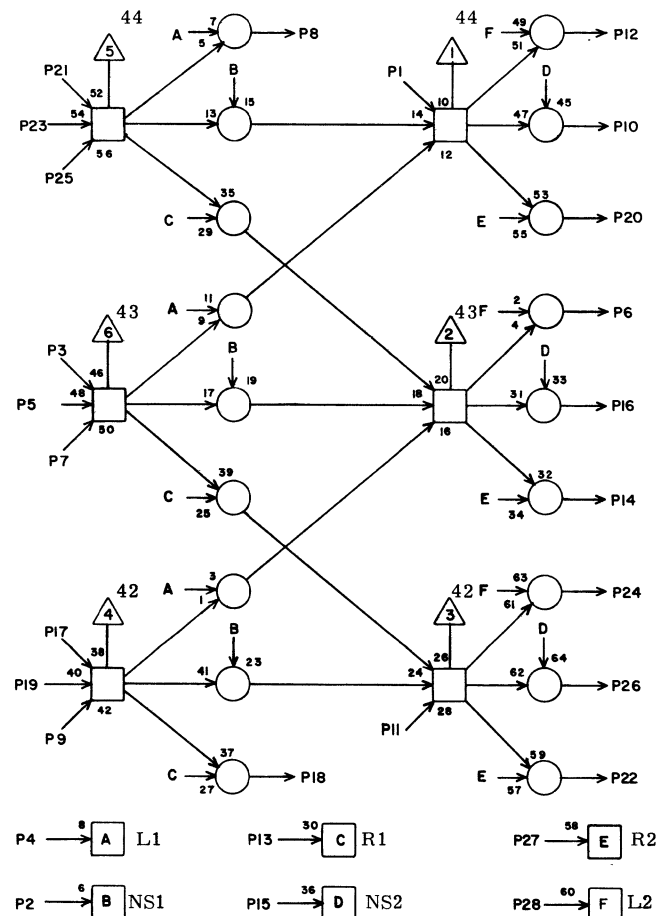 44 44
5 1
A 7 5 P8 F 49 51 P12
P21 52 B P1 10 D
P23 54 13 15 14 47 45 P10
P25 56 12
35 53
C 29 E 55 P20
43 43
6 2
A 11 9 F 2 4 P6
P3 46 B 20 D
P5 48 17 19 18 31 33 P16
P7 50 16
39 32
C 25 E 34 P14
42 42
4 3
A 3 1 F 63 61 P24
P17 38 B 26 D
P19 40 41 23 24 62 64 P26
P9 42 P11 28
37 59
C 27 P18 E 57 P22
P4 8 A L1 P13 30 C R1 P27 58 E R2
P2 6 B NS1 P15 36 D NS2 P28 60 F L2